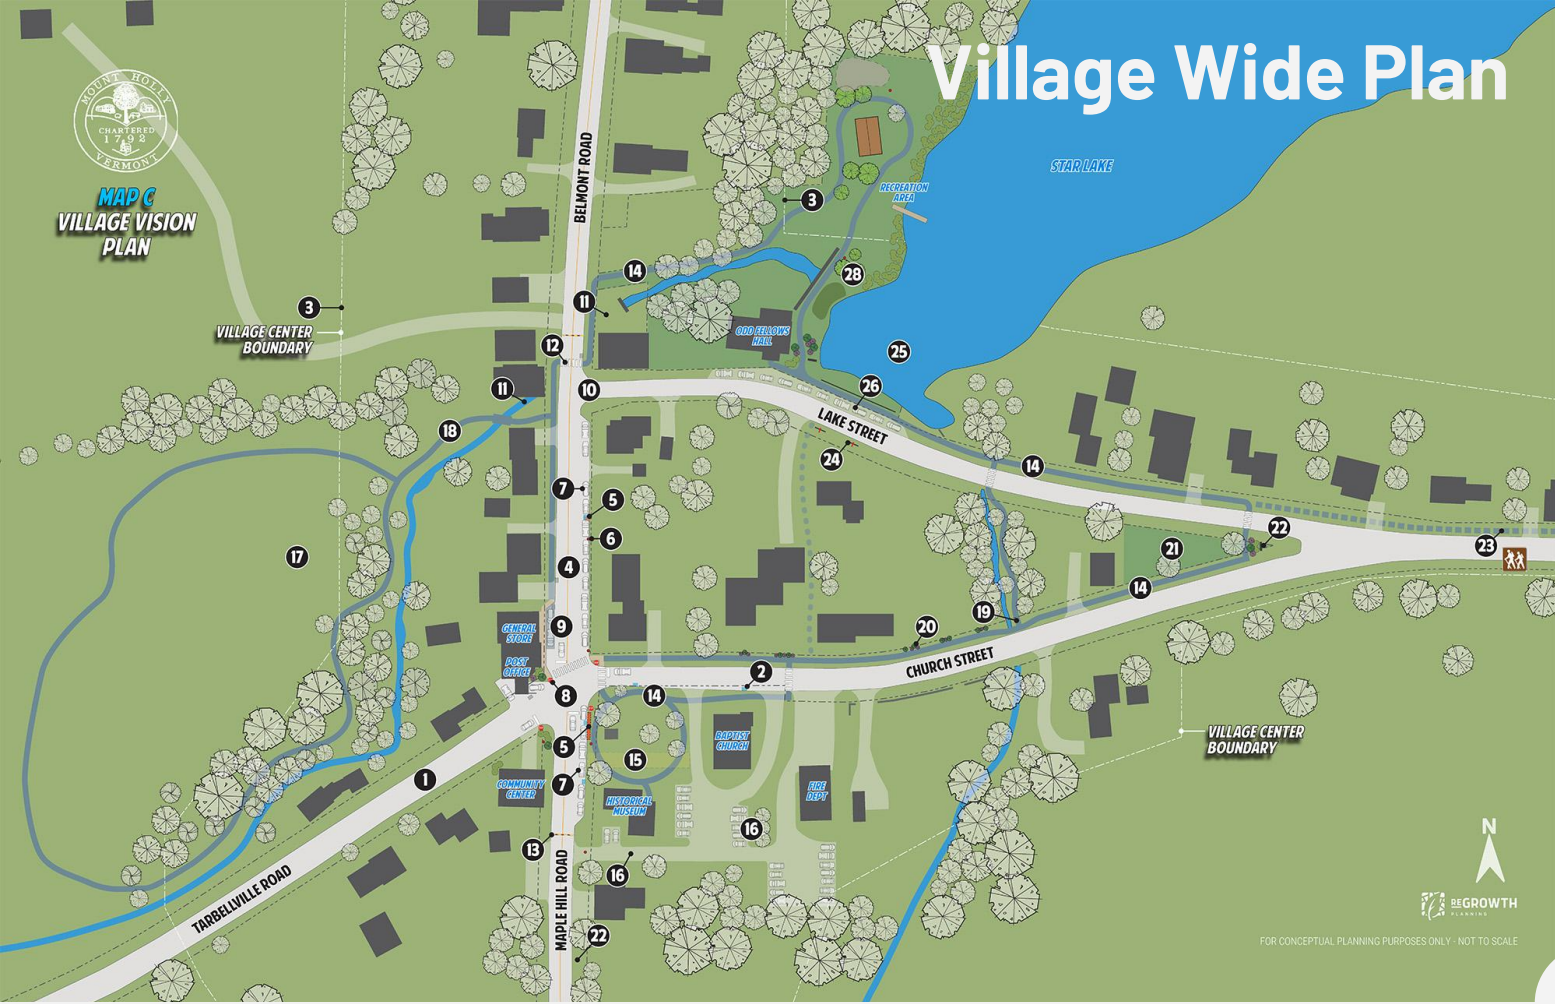 Village Wide Plan
MOUNT HOLLY
CHARTERED
1792
VERMONT
MAP C
VILLAGE VISION
PLAN
BELMONT ROAD
STAR LAKE
RECREATION
AREA
3
14
28
11
3
VILLAGE CENTER
BOUNDARY
ODD FELLOWS
HALL
12
25
10
26
11
LAKE STREET
18
24
14
7
5
6
22
23
21
17
4
14
19
9
20
GENERAL
STORE
POST
OFFICE
CHURCH STREET
2
8
14
BAPTIST
CHURCH
VILLAGE CENTER
BOUNDARY
5
15
1
7
COMMUNITY
CENTER
HISTORICAL
MUSEUM
FIRE
DEPT
16
13
16
TARBELLVILLE ROAD
MAPLE HILL ROAD
22
N
REGROWTH
PLANNING
FOR CONCEPTUAL PLANNING PURPOSES ONLY - NOT TO SCALE